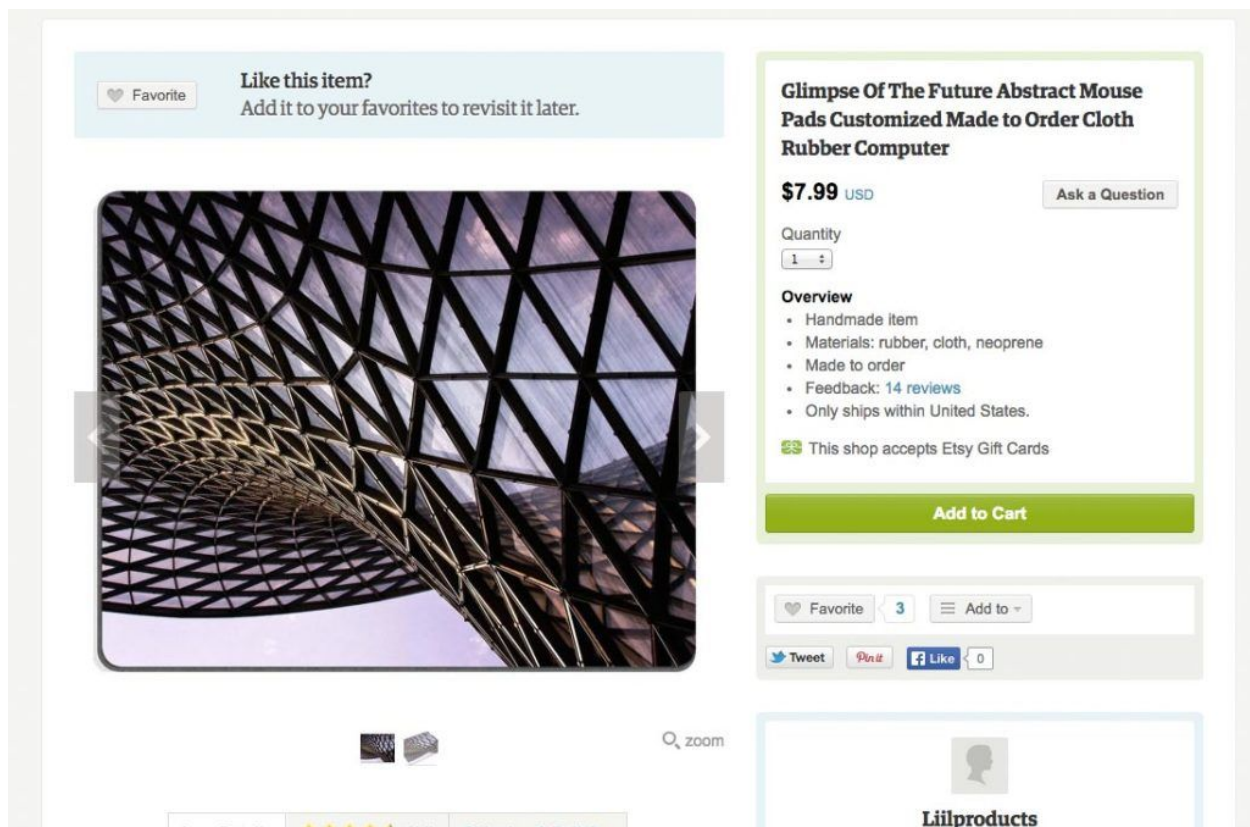 Favorite
Like this item?
Add it to your favorites to revisit it later.
zoom
Glimpse Of The Future Abstract Mouse
Pads Customized Made to Order Cloth
Rubber Computer
$7.99 USD
Ask a Question
Quantity
1
Overview
• Handmade item
• Materials: rubber, cloth, neoprene
• Made to order
• Feedback: 14 reviews
• Only ships within United States.
This shop accepts Etsy Gift Cards
Add to Cart
Favorite 3 Add to
Tweet Pin it Like 0
Liilproducts